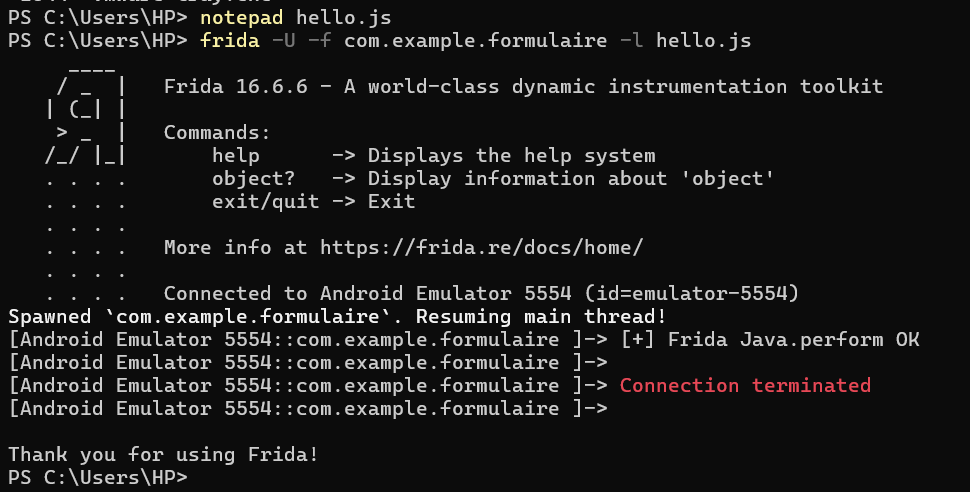 PS C:\Users\HP> notepad hello.js
PS C:\Users\HP> frida -U -f com.example.formulaire -l hello.js
     ____
    / _  |   Frida 16.6.6 - A world-class dynamic instrumentation toolkit
   | (_| |
    > _  |   Commands:
   /_/ |_|       help      -> Displays the help system
   . . . .       object?   -> Display information about 'object'
   . . . .       exit/quit -> Exit
   . . . .
   . . . .   More info at https://frida.re/docs/home/
   . . . .
   . . . .   Connected to Android Emulator 5554 (id=emulator-5554)
Spawned `com.example.formulaire`. Resuming main thread!
[Android Emulator 5554::com.example.formulaire ]-> [+] Frida Java.perform OK
[Android Emulator 5554::com.example.formulaire ]->
[Android Emulator 5554::com.example.formulaire ]-> Connection terminated
[Android Emulator 5554::com.example.formulaire ]->
Thank you for using Frida!
PS C:\Users\HP>